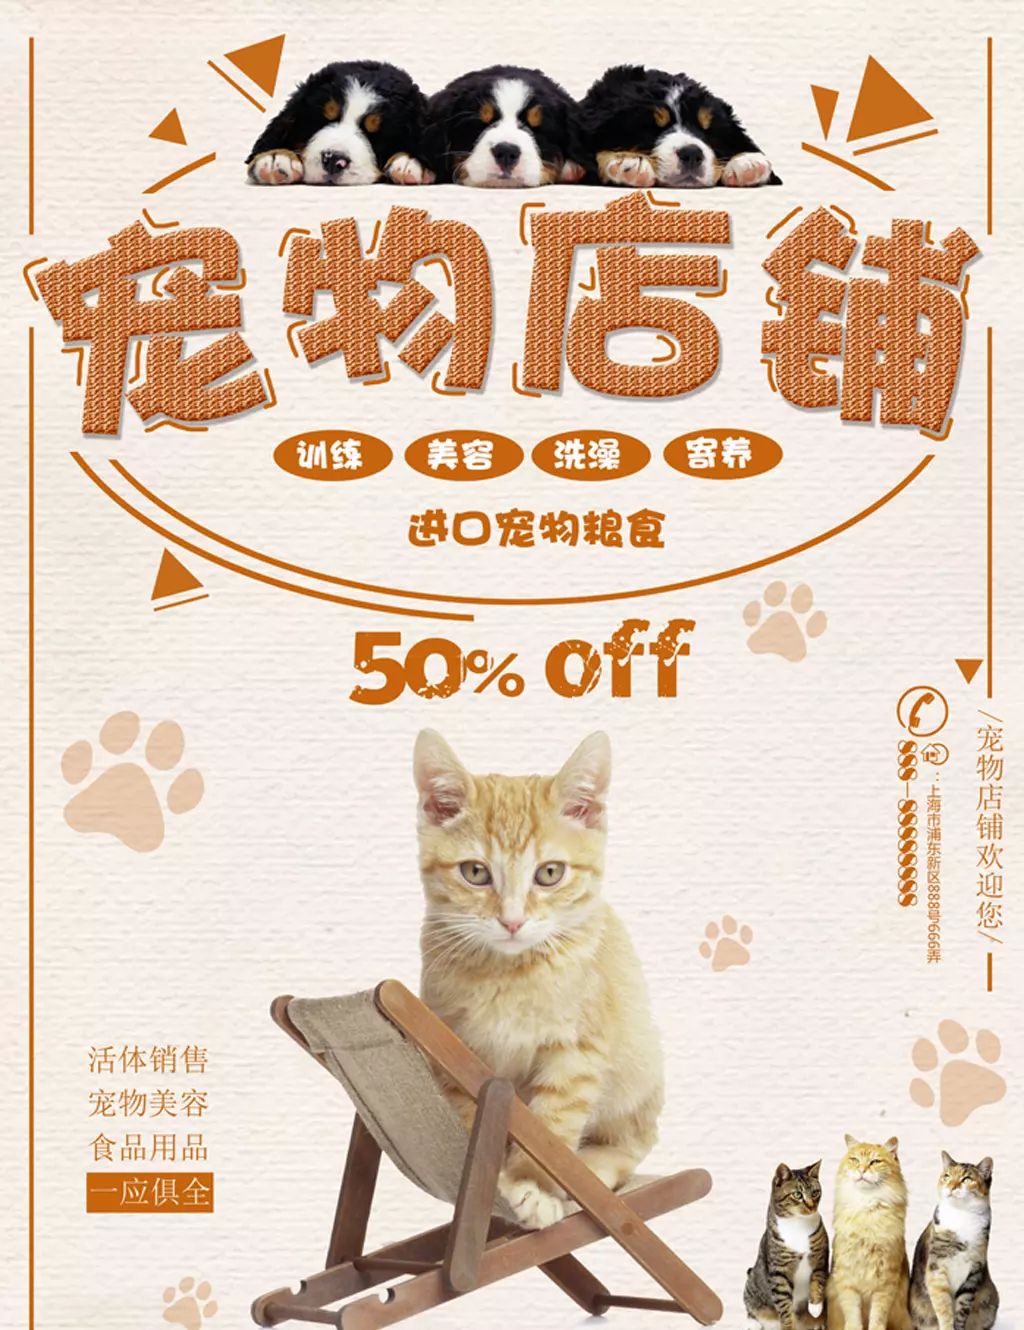 宠物店铺
训练 美容 洗澡 寄养
进口宠物粮食
50% off
888-88888888
：上海市浦东新区888号666弄
/宠物店铺欢迎您/
活体销售
宠物美容
食品用品
一应俱全